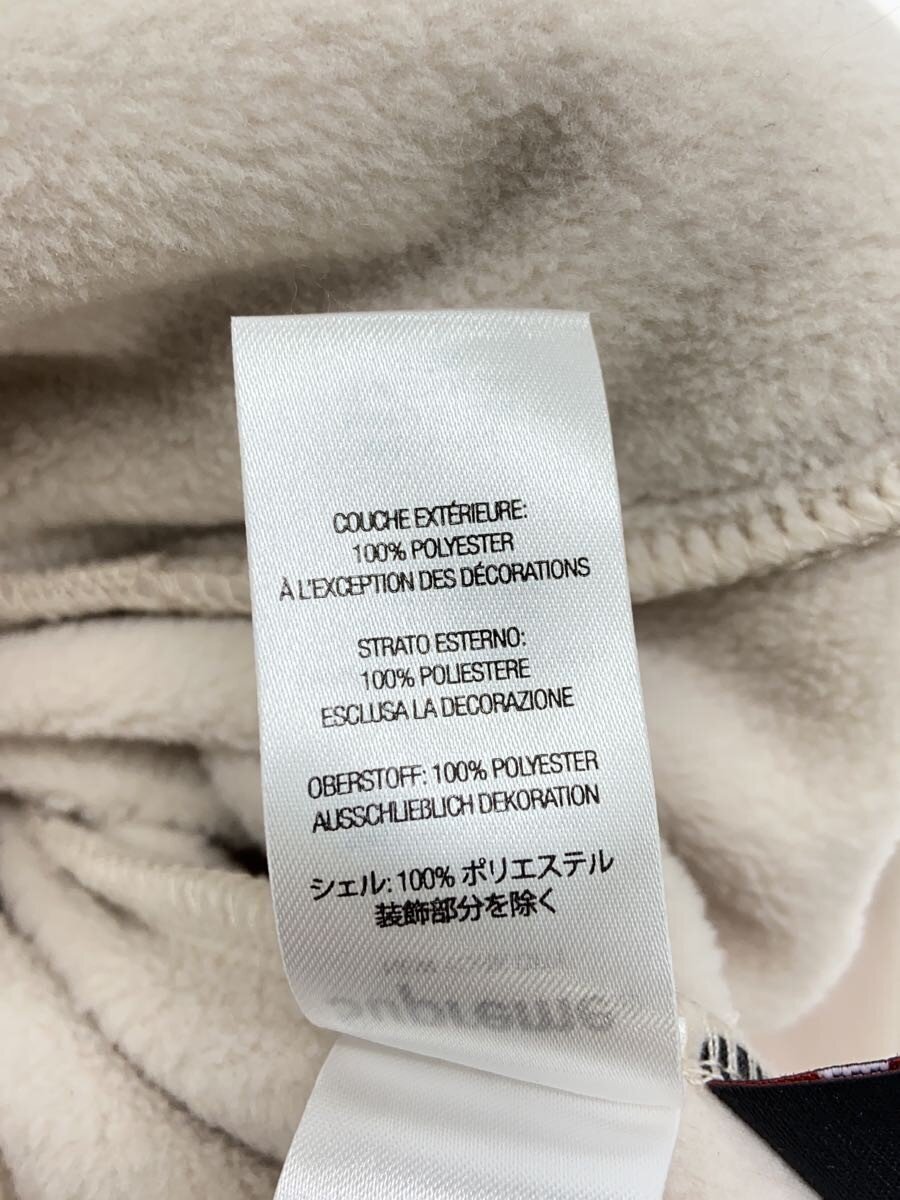 COUCHE EXTÉRIEURE:
100% POLYESTER
À L'EXCEPTION DES DÉCORATIONS
STRATO ESTERNO:
100% POLIESTERE
ESCLUSA LA DECORAZIONE
OBERSTOFF: 100% POLYESTER
AUSSCHLIEßLICH DEKORATION
シェル: 100% ポリエステル
装飾部分を除く